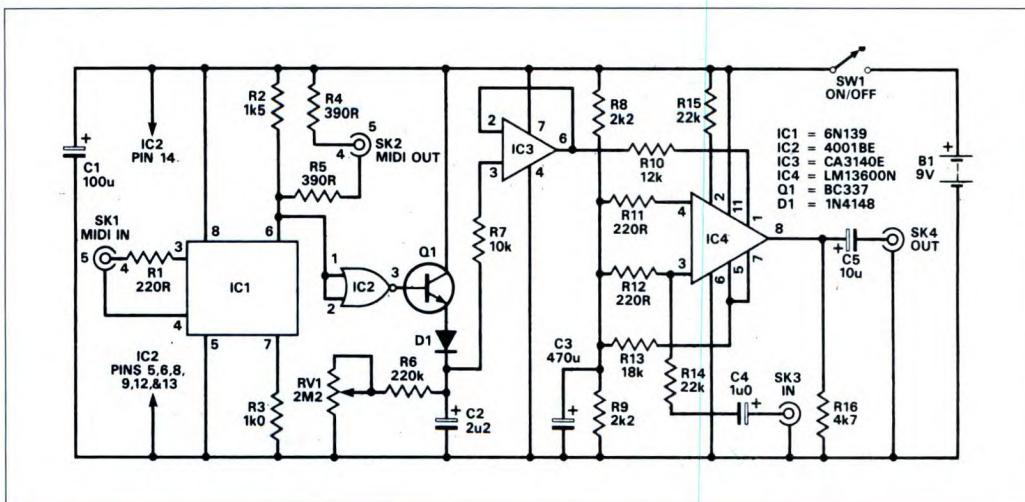 C1
100u
IC2
PIN 14.
SK1
MIDI IN
5
4
R1
220R
3
4
IC1
8
5
6
7
IC2
PINS 5,6,8,
9,12,&13
R2
1k5
R4
390R
5
4
SK2
MIDI OUT
R5
390R
R3
1k0
1
2
IC2
3
Q1
D1
RV1
2M2
R6
220k
+
C2
2u2
R7
10k
2
3
IC3
7
4
6
R8
2k2
R10
12k
R11
220R
R12
220R
R13
18k
C3
470u
+
R9
2k2
R14
22k
C4
1u0
+
SK3
IN
R15
22k
4
3
IC4
2
11
1
6
5
7
8
+
C5
10u
SK4
OUT
R16
4k7
SW1
ON/OFF
IC1 = 6N139
IC2 = 4001BE
IC3 = CA3140E
IC4 = LM13600N
Q1 = BC337
D1 = 1N4148
+
B1
9V
+